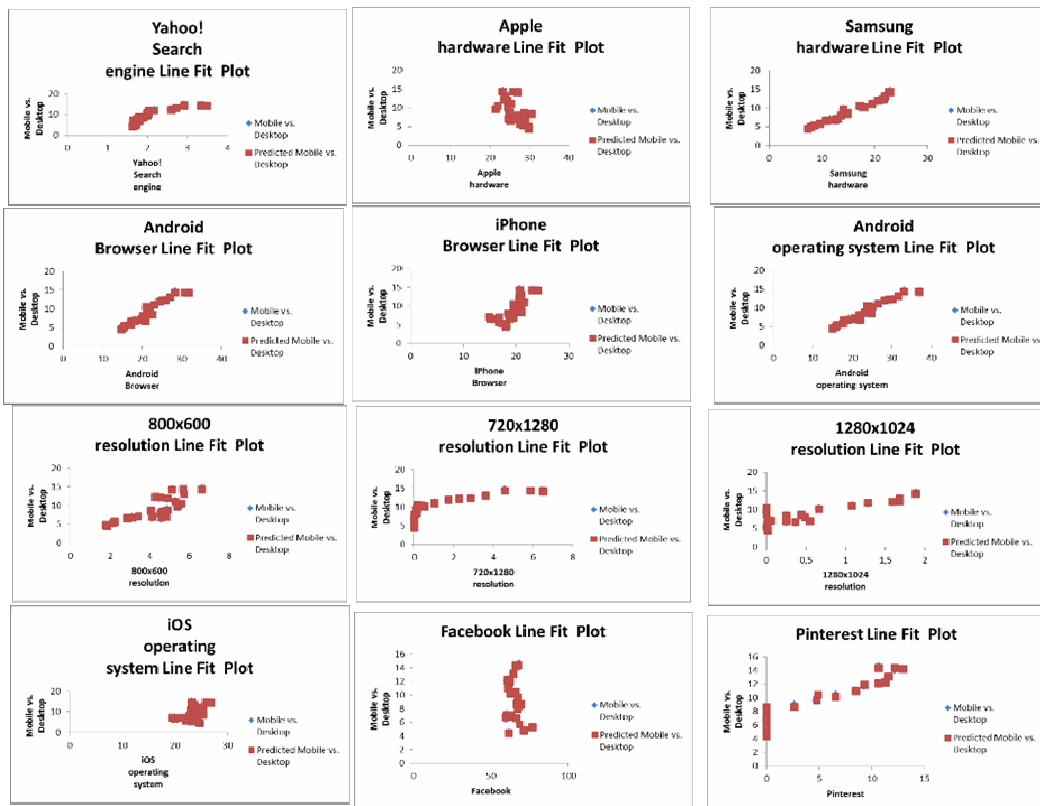 Yahoo!
Search
engine Line Fit Plot
Mobile vs.
Desktop
20
10
0
0
1
2
3
4
Yahoo!
Search
engine
Mobile vs.
Desktop
Predicted Mobile vs.
Desktop
Apple
hardware Line Fit Plot
Mobile vs.
Desktop
20
15
10
5
0
0
20
40
Apple
hardware
Mobile vs.
Desktop
Predicted Mobile vs.
Desktop
Samsung
hardware Line Fit Plot
Mobile vs.
Desktop
20
15
10
5
0
0
10
20
30
Samsung
hardware
Mobile vs.
Desktop
Predicted Mobile vs.
Desktop
Android
Browser Line Fit Plot
Mobile vs.
Desktop
20
15
10
5
0
0
10
20
30
40
Android
Browser
Mobile vs.
Desktop
Predicted Mobile vs.
Desktop
iPhone
Browser Line Fit Plot
Mobile vs.
Desktop
20
15
10
5
0
0
10
20
30
iPhone
Browser
Mobile vs.
Desktop
Predicted Mobile vs.
Desktop
Android
operating system Line Fit Plot
Mobile vs.
Desktop
20
15
10
5
0
0
10
20
30
40
Android
operating system
Mobile vs.
Desktop
Predicted Mobile vs.
Desktop
800x600
resolution Line Fit Plot
Mobile vs.
Desktop
20
15
10
5
0
0
2
4
6
8
800x600
resolution
Mobile vs.
Desktop
Predicted Mobile vs.
Desktop
720x1280
resolution Line Fit Plot
Mobile vs.
Desktop
20
15
10
5
0
0
2
4
6
8
720x1280
resolution
Mobile vs.
Desktop
Predicted Mobile vs.
Desktop
1280x1024
resolution Line Fit Plot
Mobile vs.
Desktop
20
15
10
5
0
0
0.5
1
1.5
2
1280x1024
resolution
Mobile vs.
Desktop
Predicted Mobile vs.
Desktop
iOS
operating
system Line Fit Plot
Mobile vs.
Desktop
20
10
0
0
10
20
30
iOS
operating
system
Mobile vs.
Desktop
Predicted Mobile vs.
Desktop
Facebook Line Fit Plot
Mobile vs.
Desktop
16
14
12
10
8
6
4
2
0
0
50
100
Facebook
Mobile vs.
Desktop
Predicted Mobile vs.
Desktop
Pinterest Line Fit Plot
Mobile vs.
Desktop
16
14
12
10
8
6
4
2
0
0
5
10
15
Pinterest
Mobile vs.
Desktop
Predicted Mobile vs.
Desktop